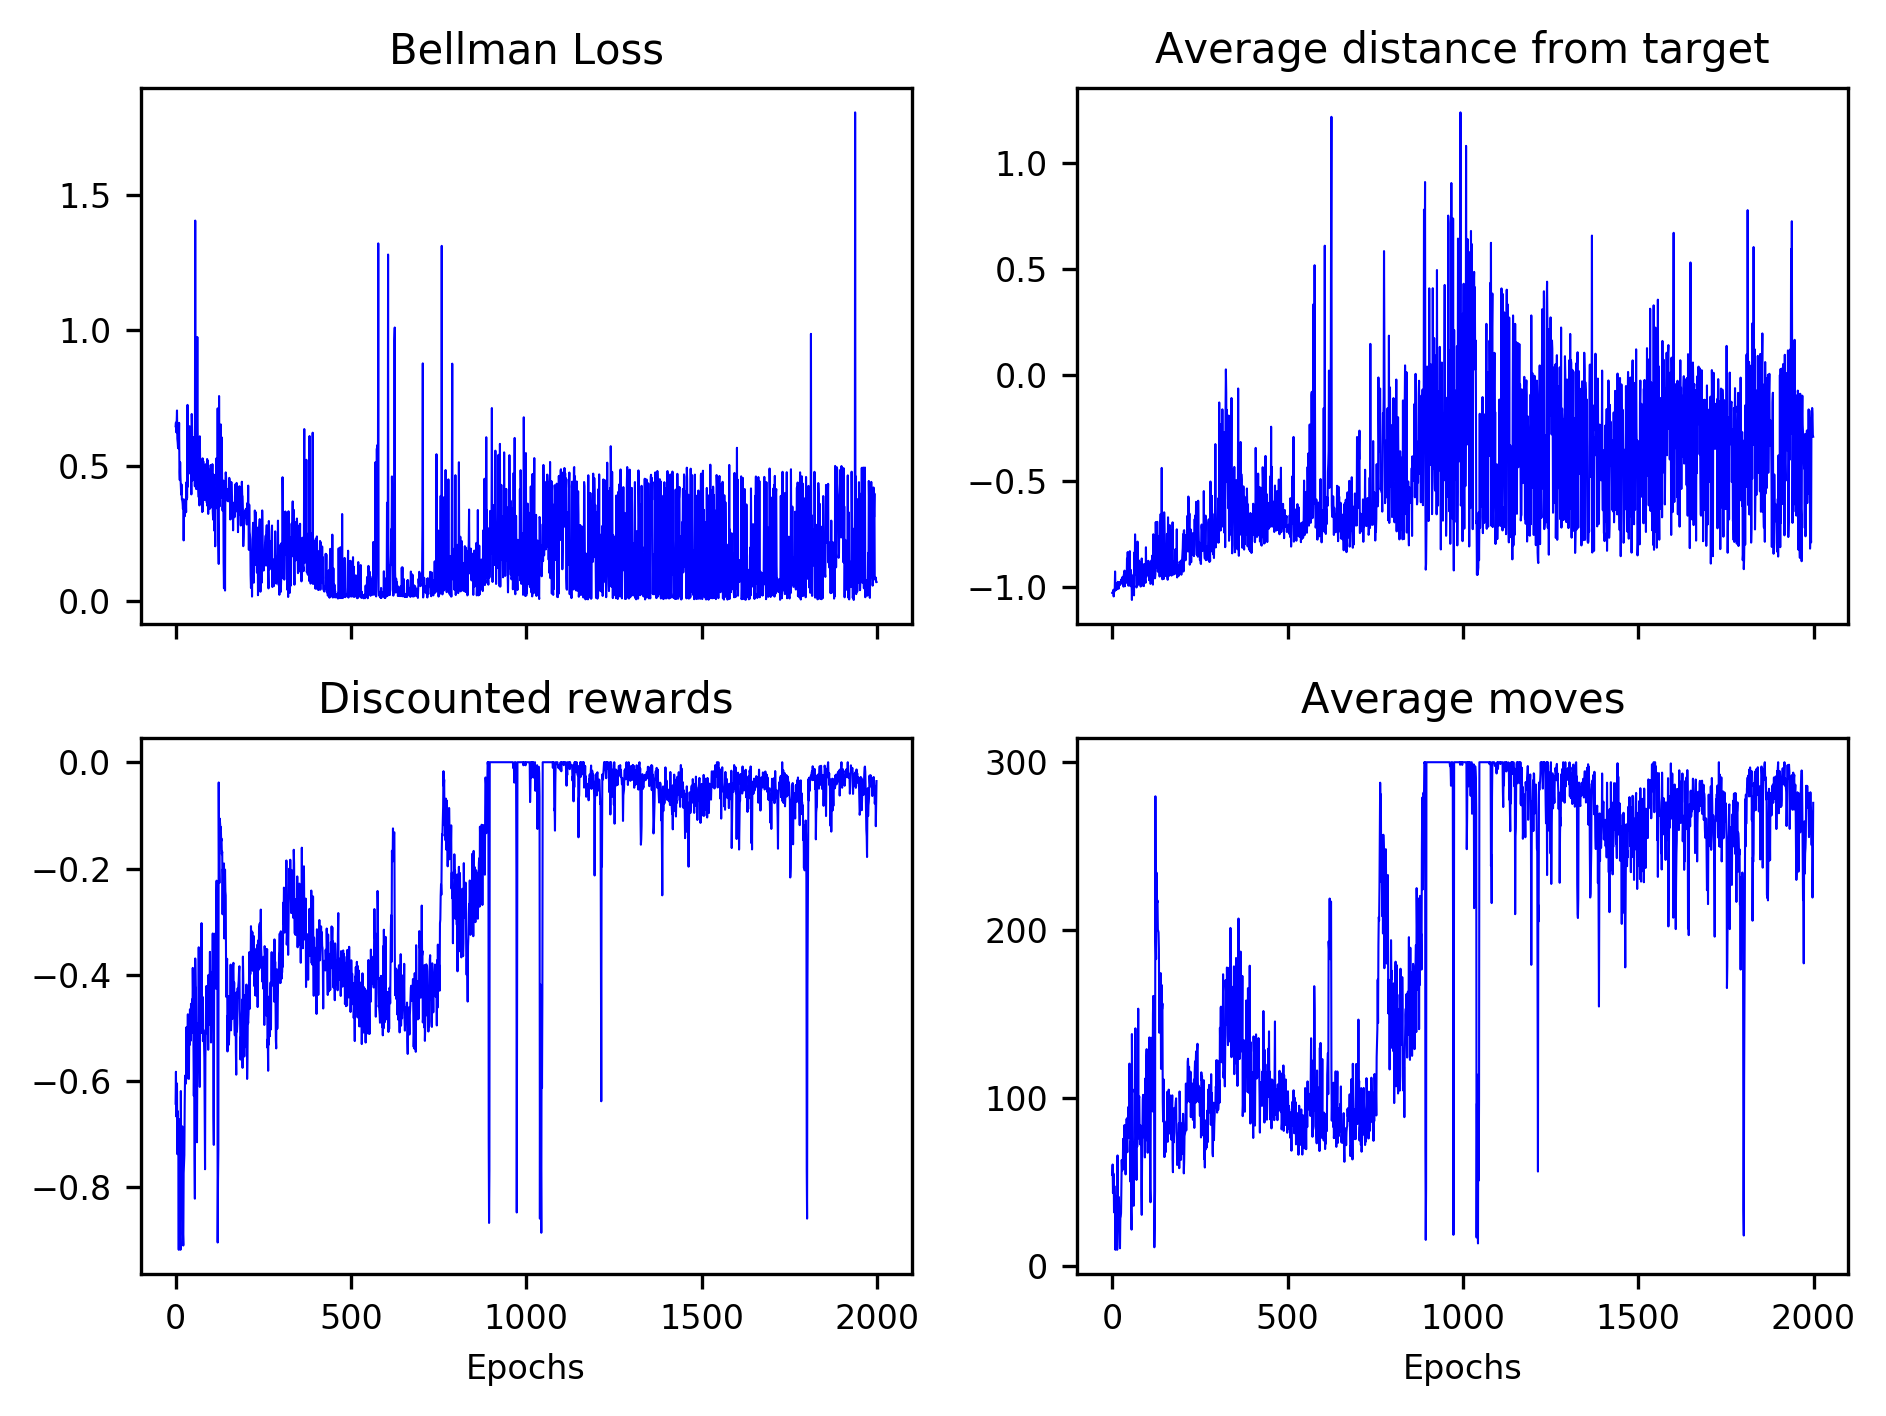 Bellman Loss
1.5
1.0
0.5
0.0
Average distance from target
1.0
0.5
0.0
−0.5
−1.0
Discounted rewards
0.0
−0.2
−0.4
−0.6
−0.8
0 500 1000 1500 2000
Epochs
Average moves
300
200
100
0
0 500 1000 1500 2000
Epochs